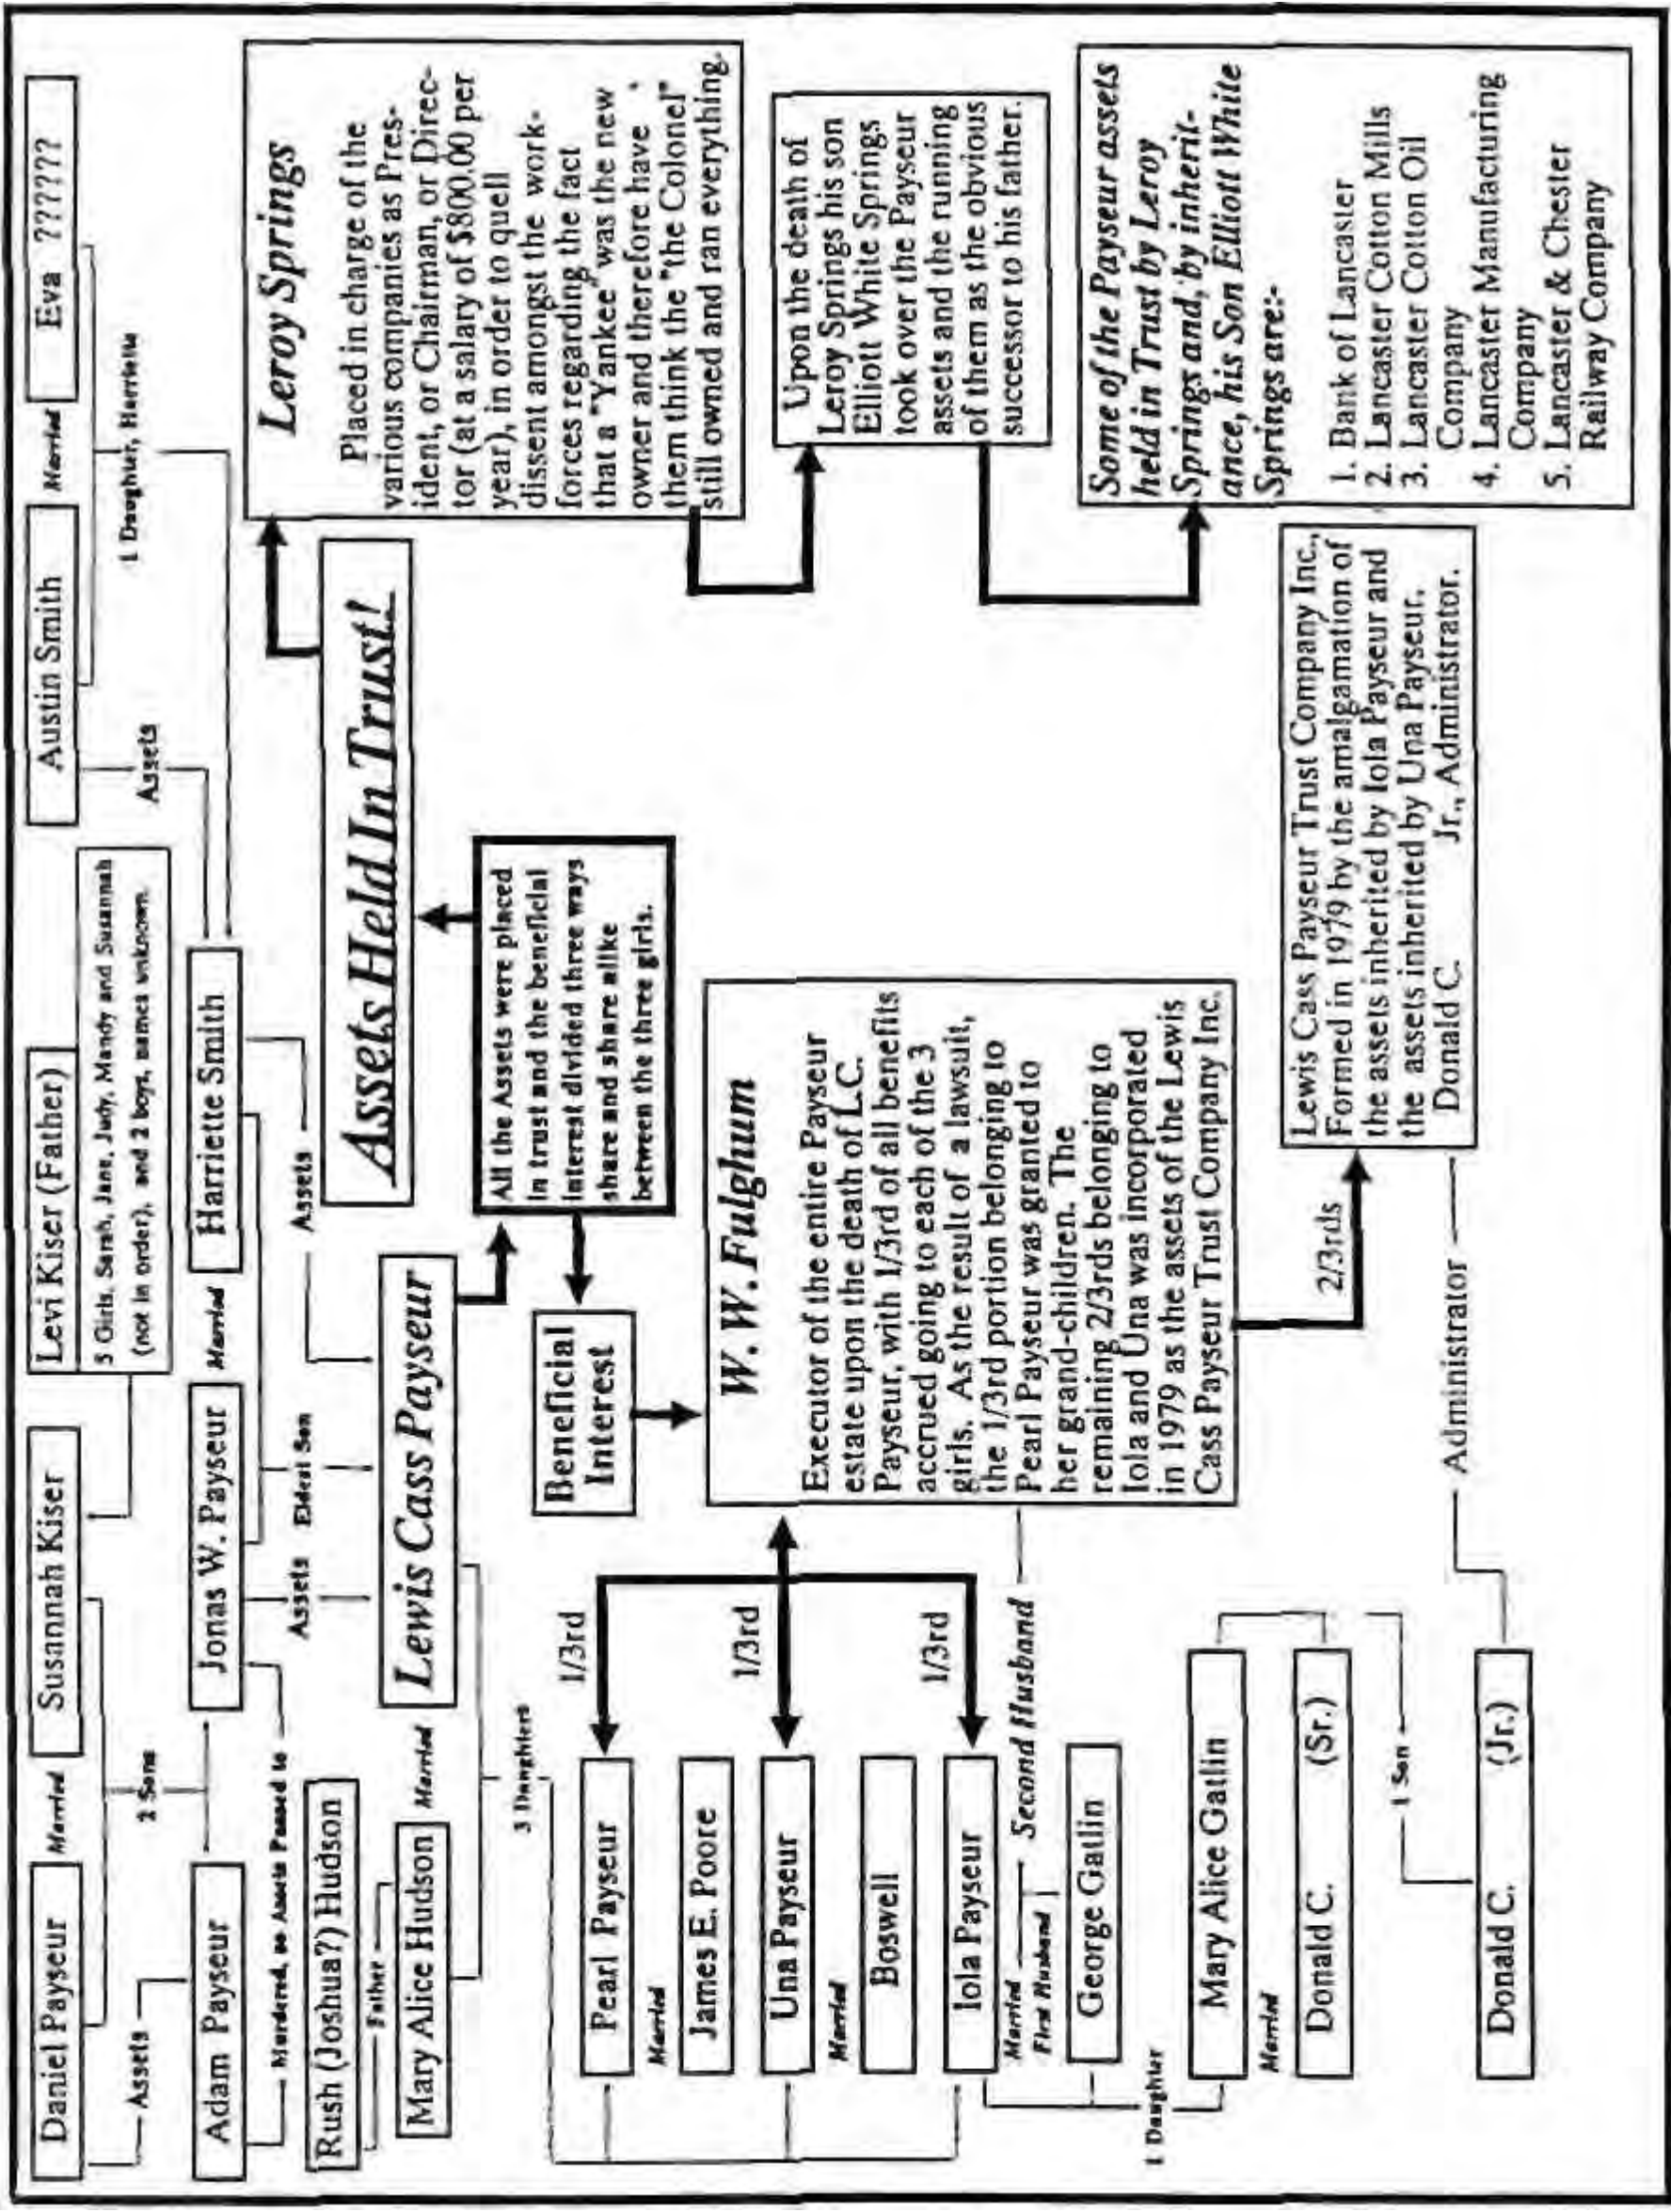 Daniel Payseur
Married
Susannah Kiser
Levi Kiser (Father)
5 Girls, Sarah, Jane, Judy, Mandy and Susannah
(not in order), and 2 boys, names unknown.
Austin Smith
Married
Eva ??????
Assets
2 Sons
Assets
1 Daughter, Harriette
Adam Payseur
Jonas W. Payseur
Married
Harriette Smith
Murdered, so Assets Passed to
Assets
Eldest Son
Assets
Rush (Joshua?) Hudson
Father
Mary Alice Hudson
Married
Lewis Cass Payseur
Assets Held In Trust!
Leroy Springs
Placed in charge of the
various companies as Pres-
ident, or Chairman, or Direc-
tor (at a salary of $800.00 per
year), in order to quell
dissent amongst the work-
forces regarding the fact
that a "Yankee" was the new
owner and therefore have
them think the "the Colonel"
still owned and ran everything.
3 Daughters
Beneficial
Interest
All the Assets were placed
in trust and the beneficial
interest divided three ways
share and share alike
between the three girls.
Upon the death of
Leroy Springs his son
Elliott White Springs
took over the Payseur
assets and the running
of them as the obvious
successor to his father.
Pearl Payseur
1/3rd
Married
James E. Poore
Una Payseur
1/3rd
Married
Boswell
Iola Payseur
1/3rd
Married
Second Husband
First Husband
George Gatlin
W. W. Fulghum
Executor of the entire Payseur
estate upon the death of L.C.
Payseur, with 1/3rd of all benefits
accrued going to each of the 3
girls. As the result of a lawsuit,
the 1/3rd portion belonging to
Pearl Payseur was granted to
her grand-children. The
remaining 2/3rds belonging to
Iola and Una was incorporated
in 1979 as the assets of the Lewis
Cass Payseur Trust Company Inc.
Some of the Payseur assets
held in Trust by Leroy
Springs and, by inherit-
ance, his Son Elliott White
Springs are:-
1. Bank of Lancaster
2. Lancaster Cotton Mills
3. Lancaster Cotton Oil
Company
4. Lancaster Manufacturing
Company
5. Lancaster & Chester
Railway Company
1 Daughter
Mary Alice Gatlin
Married
Donald C. (Sr.)
1 Son
Donald C. (Jr.)
2/3rds
Administrator
Lewis Cass Payseur Trust Company Inc.,
Formed in 1979 by the amalgamation of
the assets inherited by Iola Payseur and
the assets inherited by Una Payseur.
Donald C. Jr., Administrator.